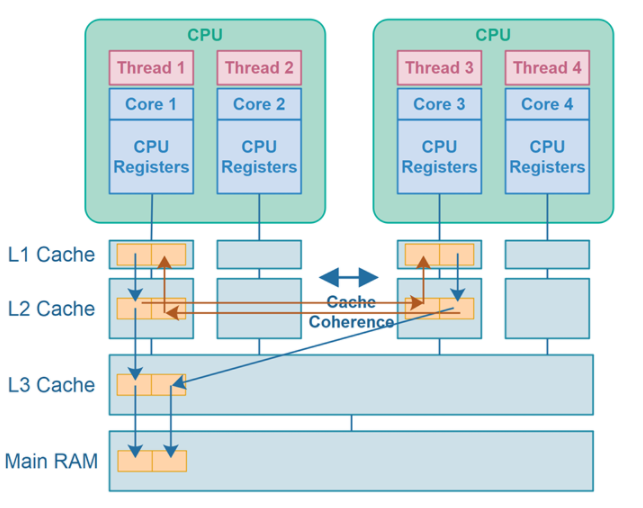 CPU
CPU
Thread 1
Thread 2
Thread 3
Thread 4
Core 1
Core 2
Core 3
Core 4
CPU
Registers
CPU
Registers
CPU
Registers
CPU
Registers
L1 Cache
L2 Cache
Cache
Coherence
L3 Cache
Main RAM